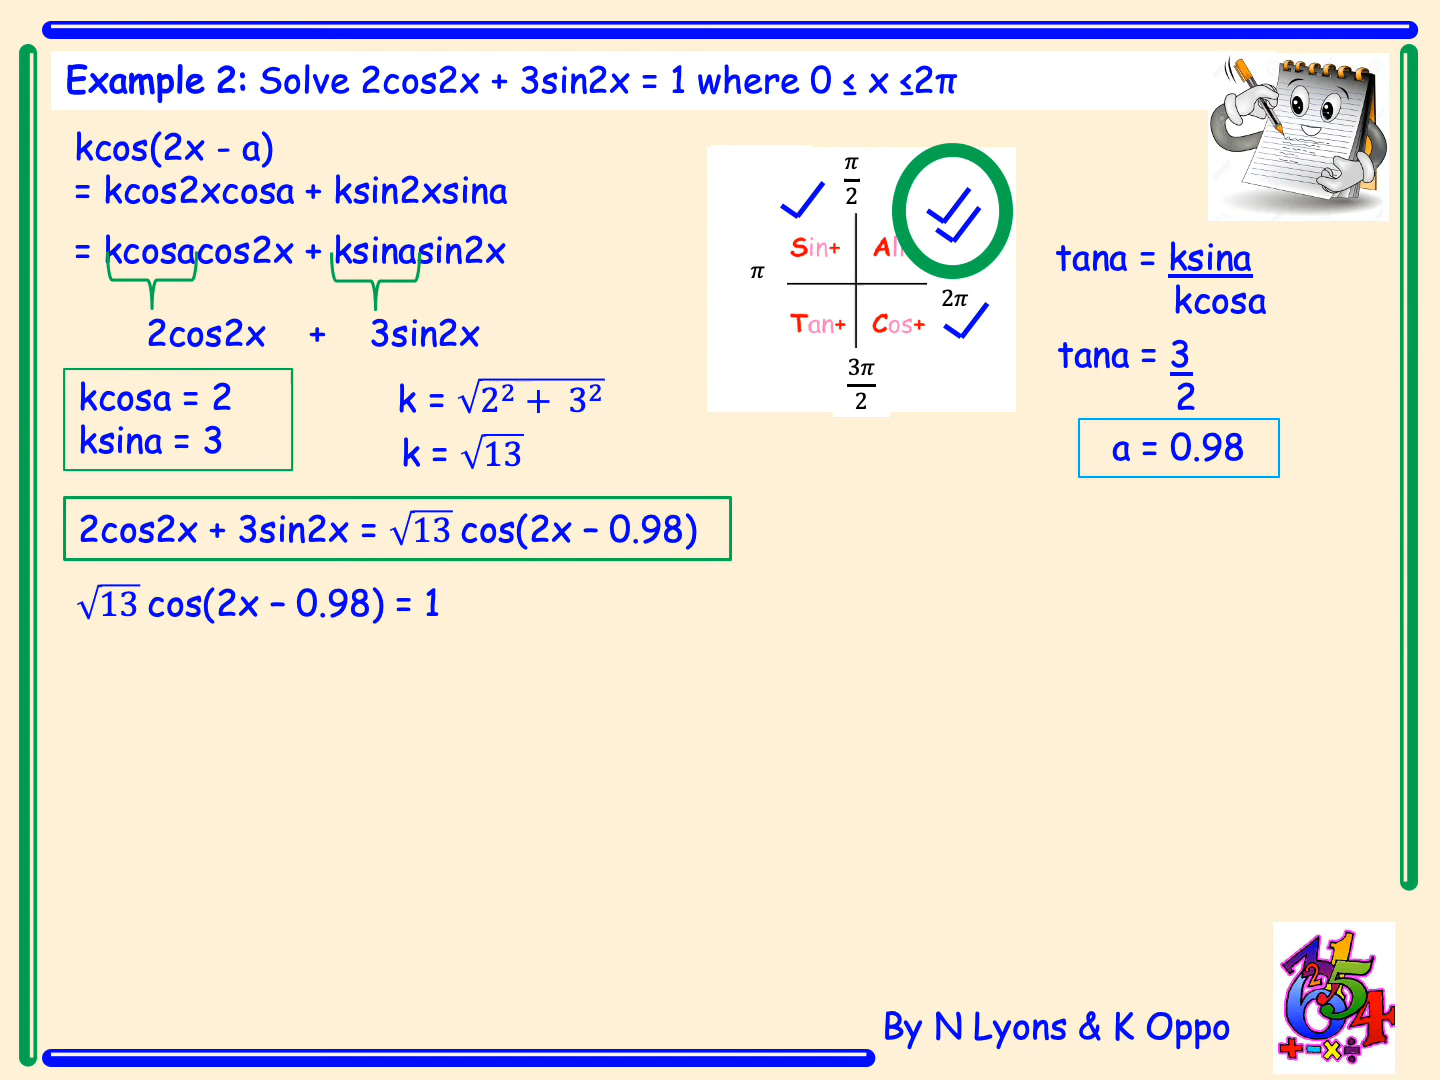 Example 2: Solve 2cos2x + 3sin2x = 1 where 0 ≤ x ≤2π
kcos(2x - a)
= kcos2xcosa + ksin2xsina
= kcosacos2x + ksinasin2x
2cos2x + 3sin2x
kcosa = 2
ksina = 3
k = √(2² + 3²)
k = √13
π/2
Sin+ All
π
2π
Tan+ Cos+
3π/2
tana = ksina
kcosa
tana = 3
2
a = 0.98
2cos2x + 3sin2x = √13 cos(2x – 0.98)
√13 cos(2x – 0.98) = 1
By N Lyons & K Oppo